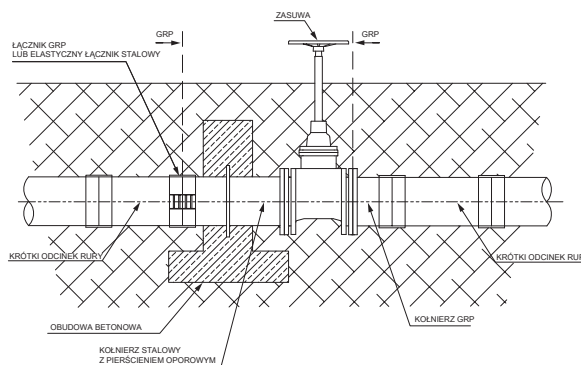 ZASUWA
GRP
GRP
ŁĄCZNIK GRP
LUB ELASTYCZNY ŁĄCZNIK STALOWY
KRÓTKI ODCINEK RURY
KRÓTKI ODCINEK RUR
KOŁNIERZ GRP
OBUDOWA BETONOWA
KOŁNIERZ STALOWY
Z PIERŚCIENIEM OPOROWYM